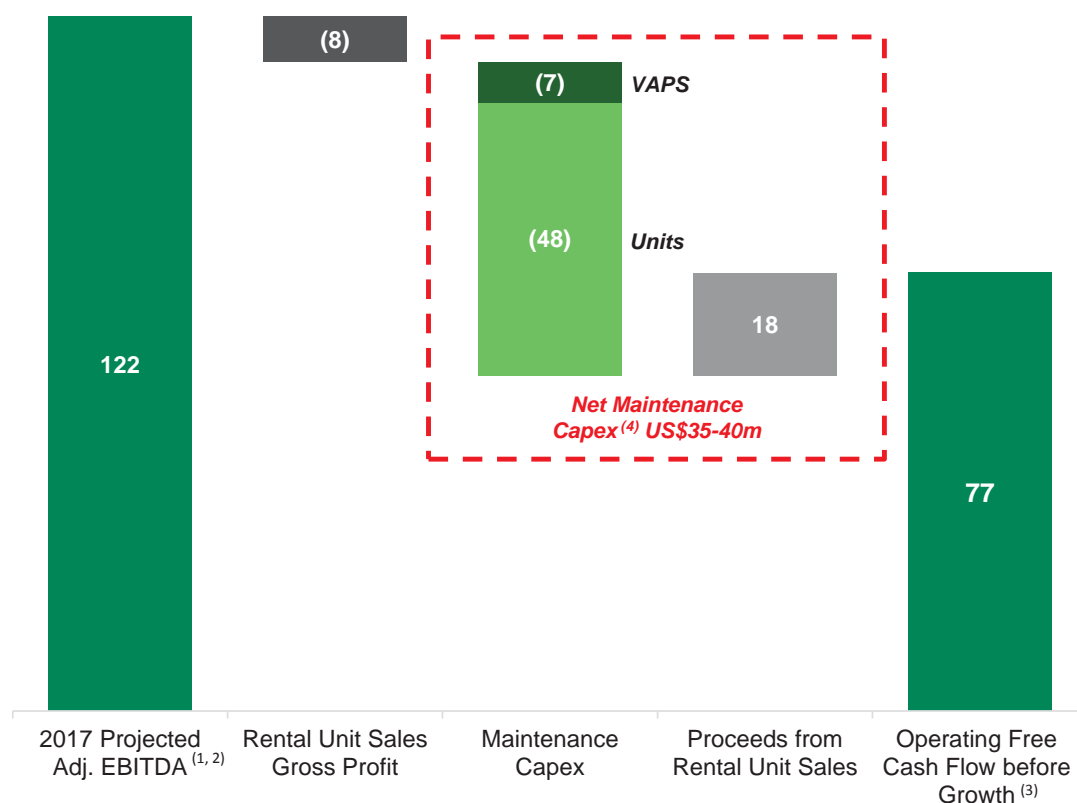 (8)
(7)
VAPS
(48)
Units
122
18
Net Maintenance
Capex (4) US$35-40m
77
2017 Projected
Adj. EBITDA (1, 2)
Rental Unit Sales
Gross Profit
Maintenance
Capex
Proceeds from
Rental Unit Sales
Operating Free
Cash Flow before
Growth (3)